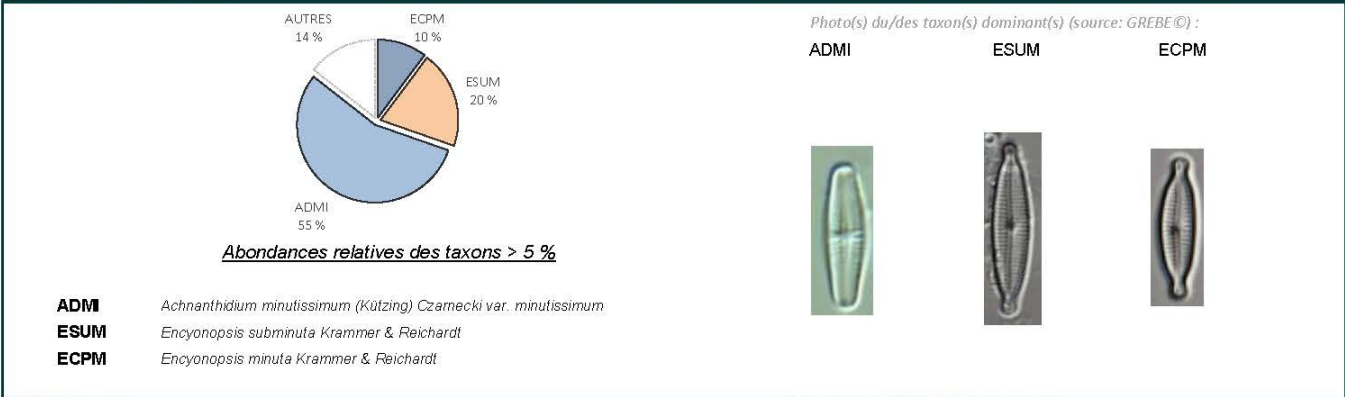 AUTRES
14 %
ECPM
10 %
ESUM
20 %
ADMI
55 %
Abondances relatives des taxons > 5 %
ADMI Achnanthidium minutissimum (Kützing) Czarnecki var. minutissimum
ESUM Encyonopsis subminuta Krammer & Reichardt
ECPM Encyonopsis minuta Krammer & Reichardt
Photo(s) du/des taxon(s) dominant(s) (source: GREBE©) :
ADMI ESUM ECPM